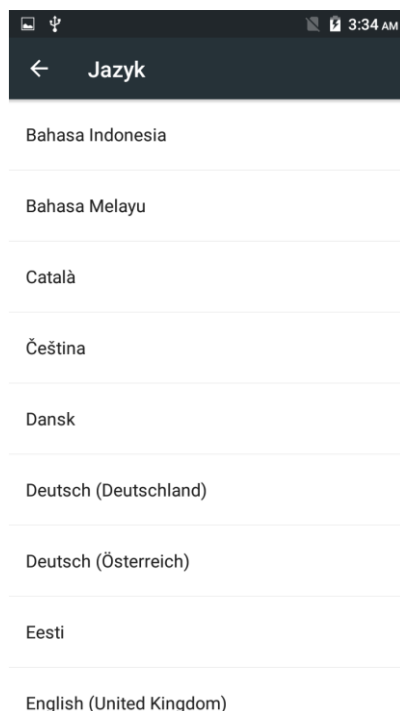 3:34 AM
Jazyk
Bahasa Indonesia
Bahasa Melayu
Català
Čeština
Dansk
Deutsch (Deutschland)
Deutsch (Österreich)
Eesti
English (United Kingdom)